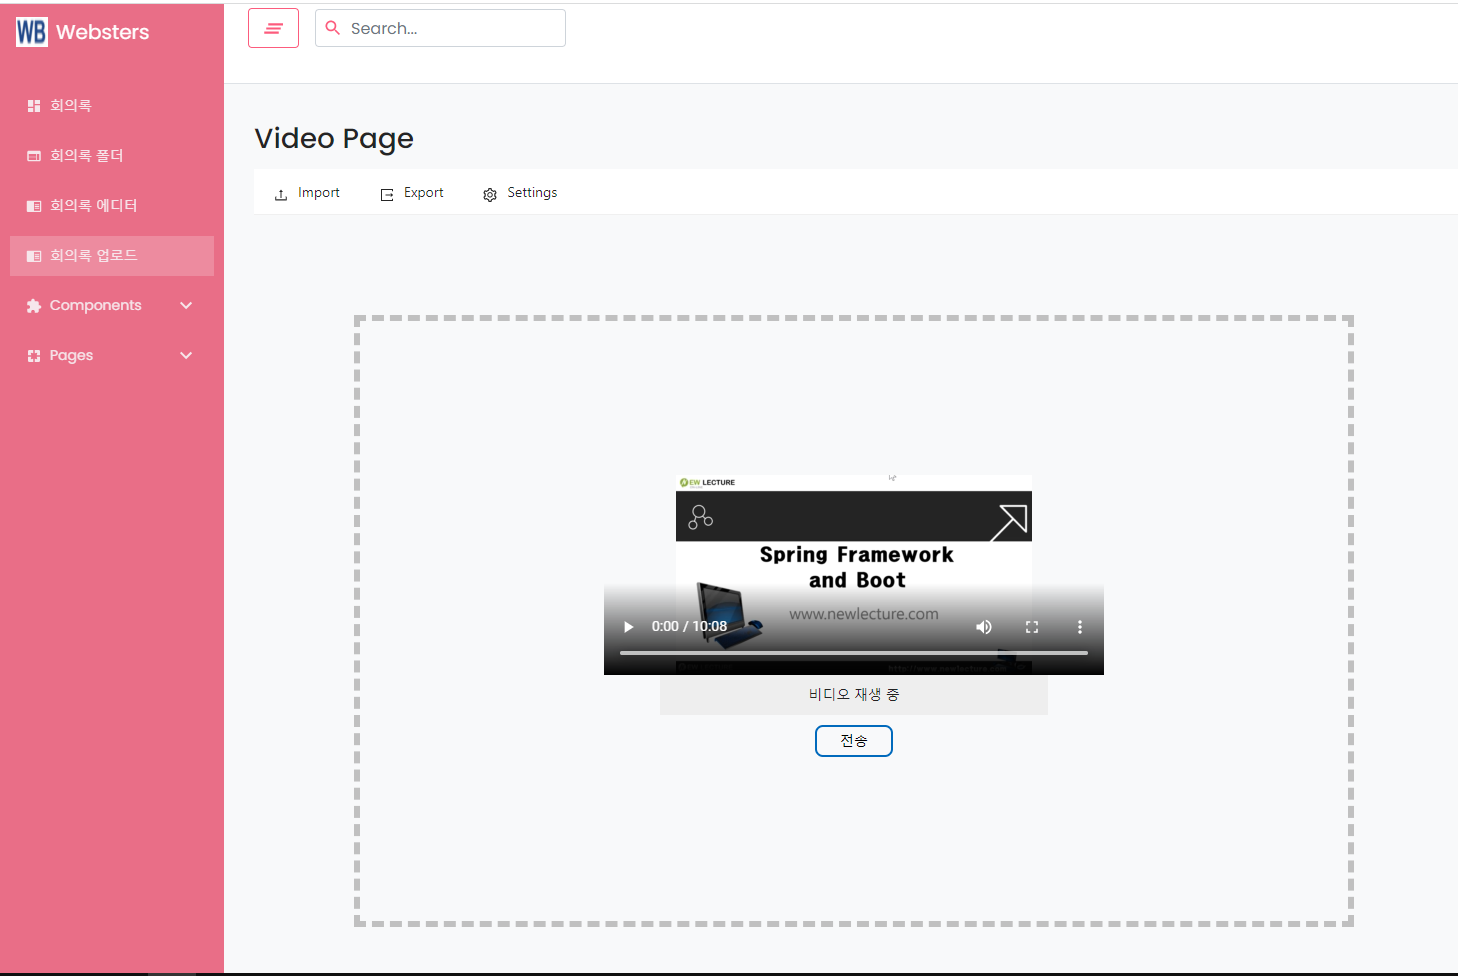 WB Websters
Search...
회의록
회의록 폴더
회의록 에디터
회의록 업로드
Components
Pages
Video Page
Import Export Settings
NEW LECTURE
Spring Framework
and Boot
www.newlecture.com
0:00 / 10:08
비디오 재생 중
전송